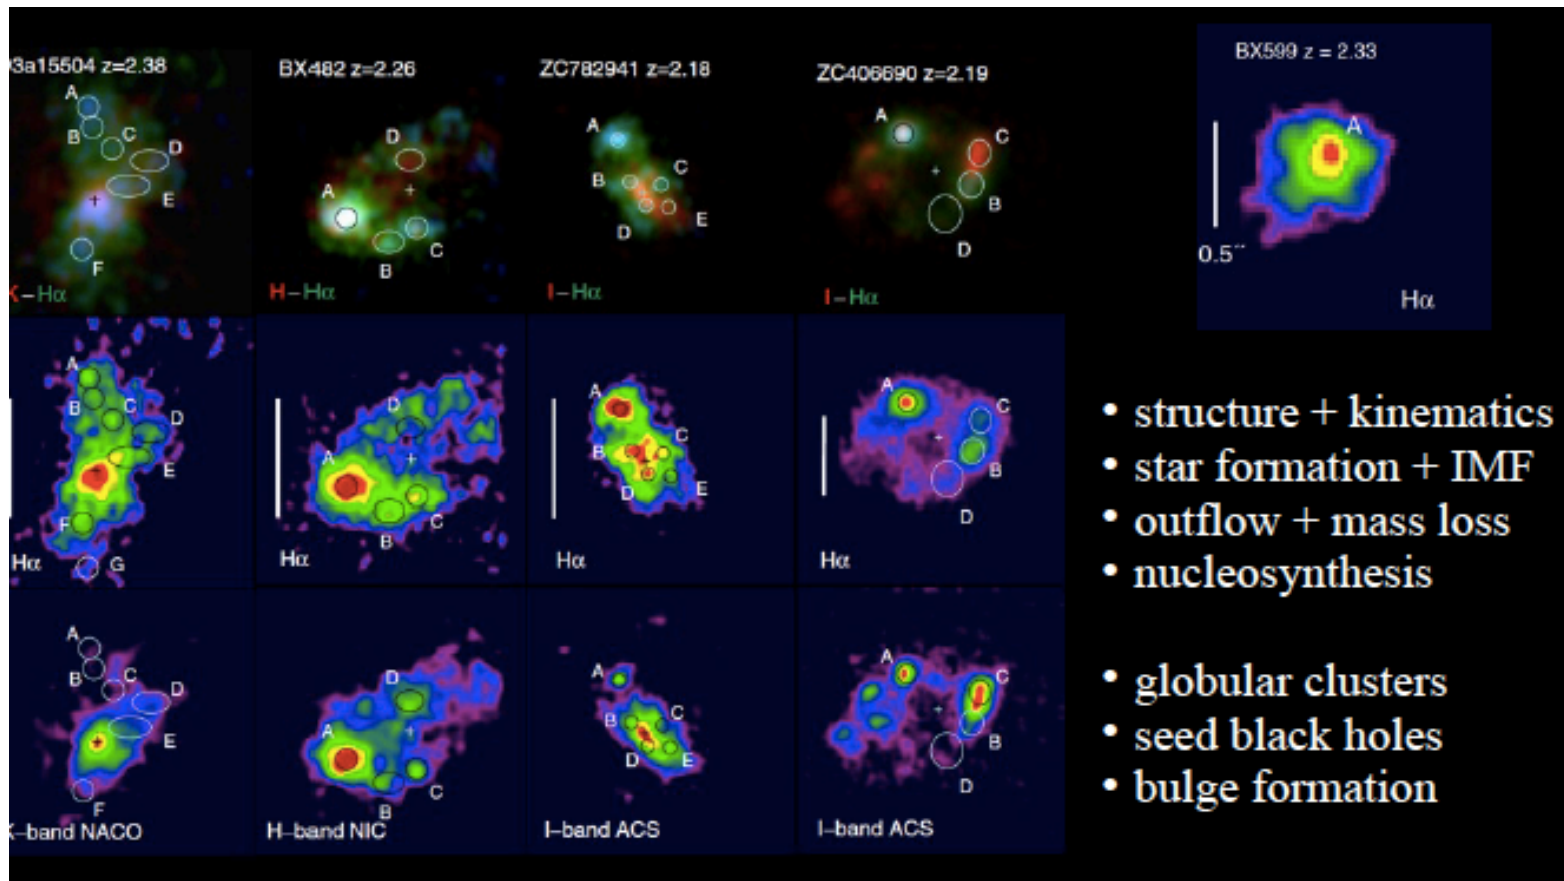 3a15504 z=2.38
A
B
C
D
E
F
K-Hα
BX482 z=2.26
D
A
C
B
H-Hα
ZC782941 z=2.18
A
B
C
D
E
I-Hα
ZC406690 z=2.19
A
C
B
D
I-Hα
BX599 z = 2.33
A
0.5″
Hα
A
B
C
D
E
F
G
Hα
D
A
C
B
Hα
A
B
C
D
E
Hα
A
C
B
D
Hα
A
B
C
D
E
F
K-band NACO
D
A
C
B
H-band NIC
A
B
C
D
E
I-band ACS
A
C
B
D
I-band ACS
• structure + kinematics
• star formation + IMF
• outflow + mass loss
• nucleosynthesis
• globular clusters
• seed black holes
• bulge formation